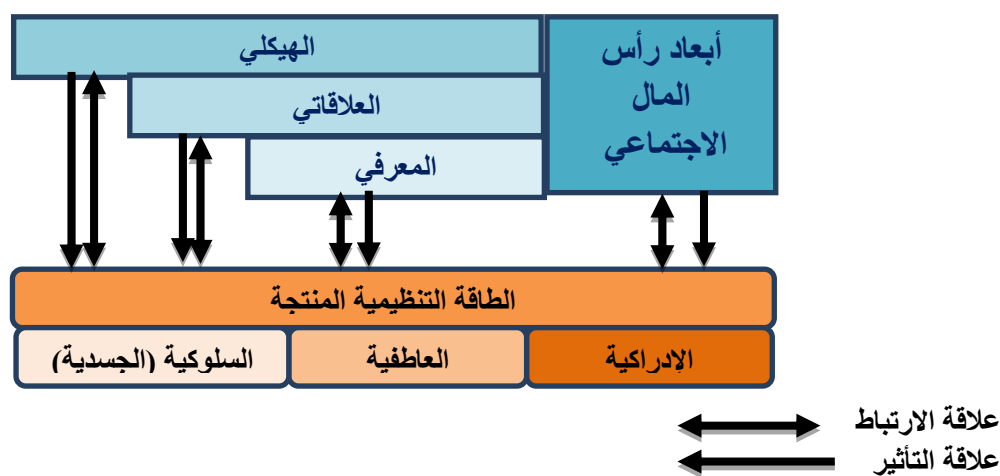 أبعاد رأس
المال
الاجتماعي
الهيكلي
العلاقاتي
المعرفي
الطاقة التنظيمية المنتجة
الإدراكية
العاطفية
السلوكية (الجسدية)
علاقة الارتباط
علاقة التأثير